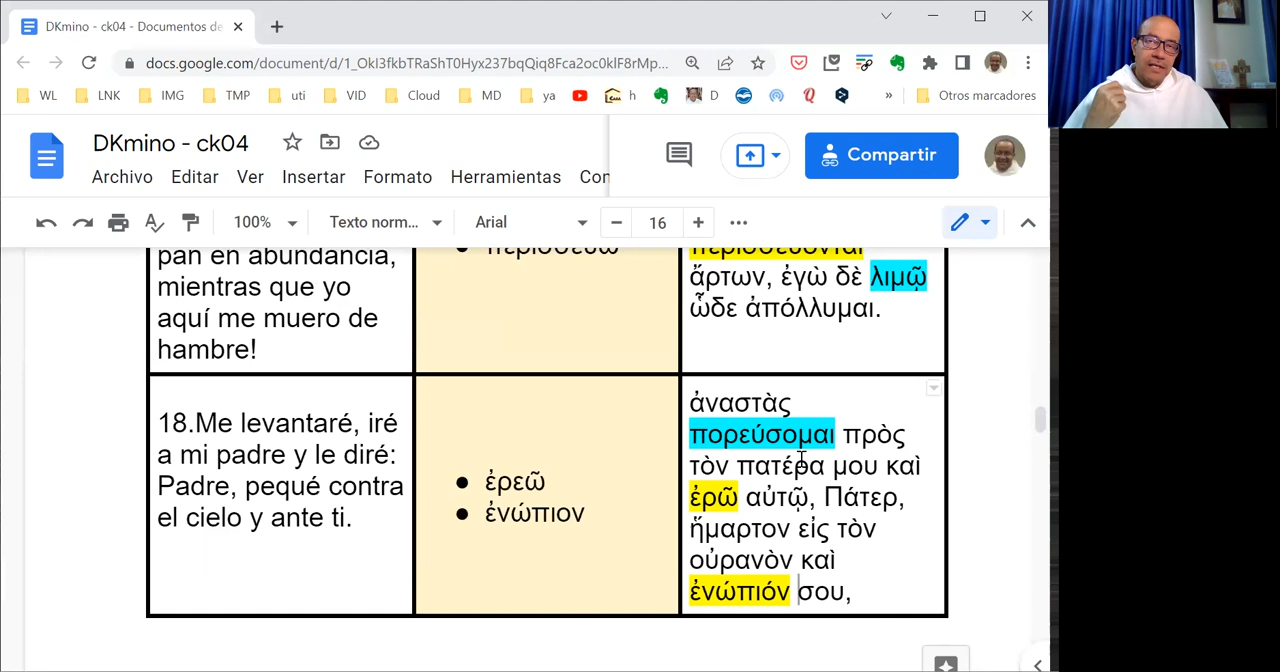 DKmino - ck04 - Documentos de
docs.google.com/document/d/1_OkI3fkbTRaShT0Hyx237bqQiq8Fca2oc0klF8rMp...
WL LNK IMG TMP uti VID Cloud MD ya h D » Otros marcadores
DKmino - ck04
Compartir
Archivo Editar Ver Insertar Formato Herramientas Con
100% Texto norm... Arial 16
pan en abundancia,
mientras que yo
aquí me muero de
hambre!
ἄρτων, ἐγὼ δὲ λιμῷ
ὧδε ἀπόλλυμαι.
18.Me levantaré, iré
a mi padre y le diré:
Padre, pequé contra
el cielo y ante ti.
● ἐρεῶ
● ἐνώπιον
ἀναστὰς
πορεύσομαι πρὸς
τὸν πατέρα μου καὶ
ἐρῶ αὐτῷ, Πάτερ,
ἥμαρτον εἰς τὸν
οὐρανὸν καὶ
ἐνώπιόν σου,